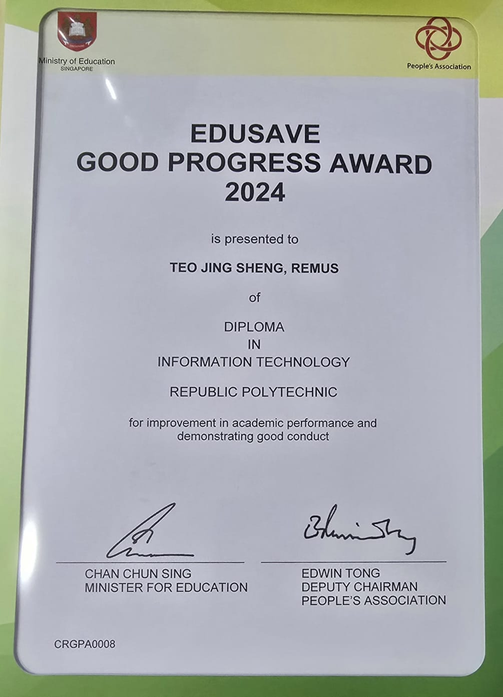 Ministry of Education
SINGAPORE
People's Association
EDUSAVE
GOOD PROGRESS AWARD
2024
is presented to
TEO JING SHENG, REMUS
of
DIPLOMA
IN
INFORMATION TECHNOLOGY
REPUBLIC POLYTECHNIC
for improvement in academic performance and
demonstrating good conduct
CHAN CHUN SING
MINISTER FOR EDUCATION
EDWIN TONG
DEPUTY CHAIRMAN
PEOPLE'S ASSOCIATION
CRGPA0008